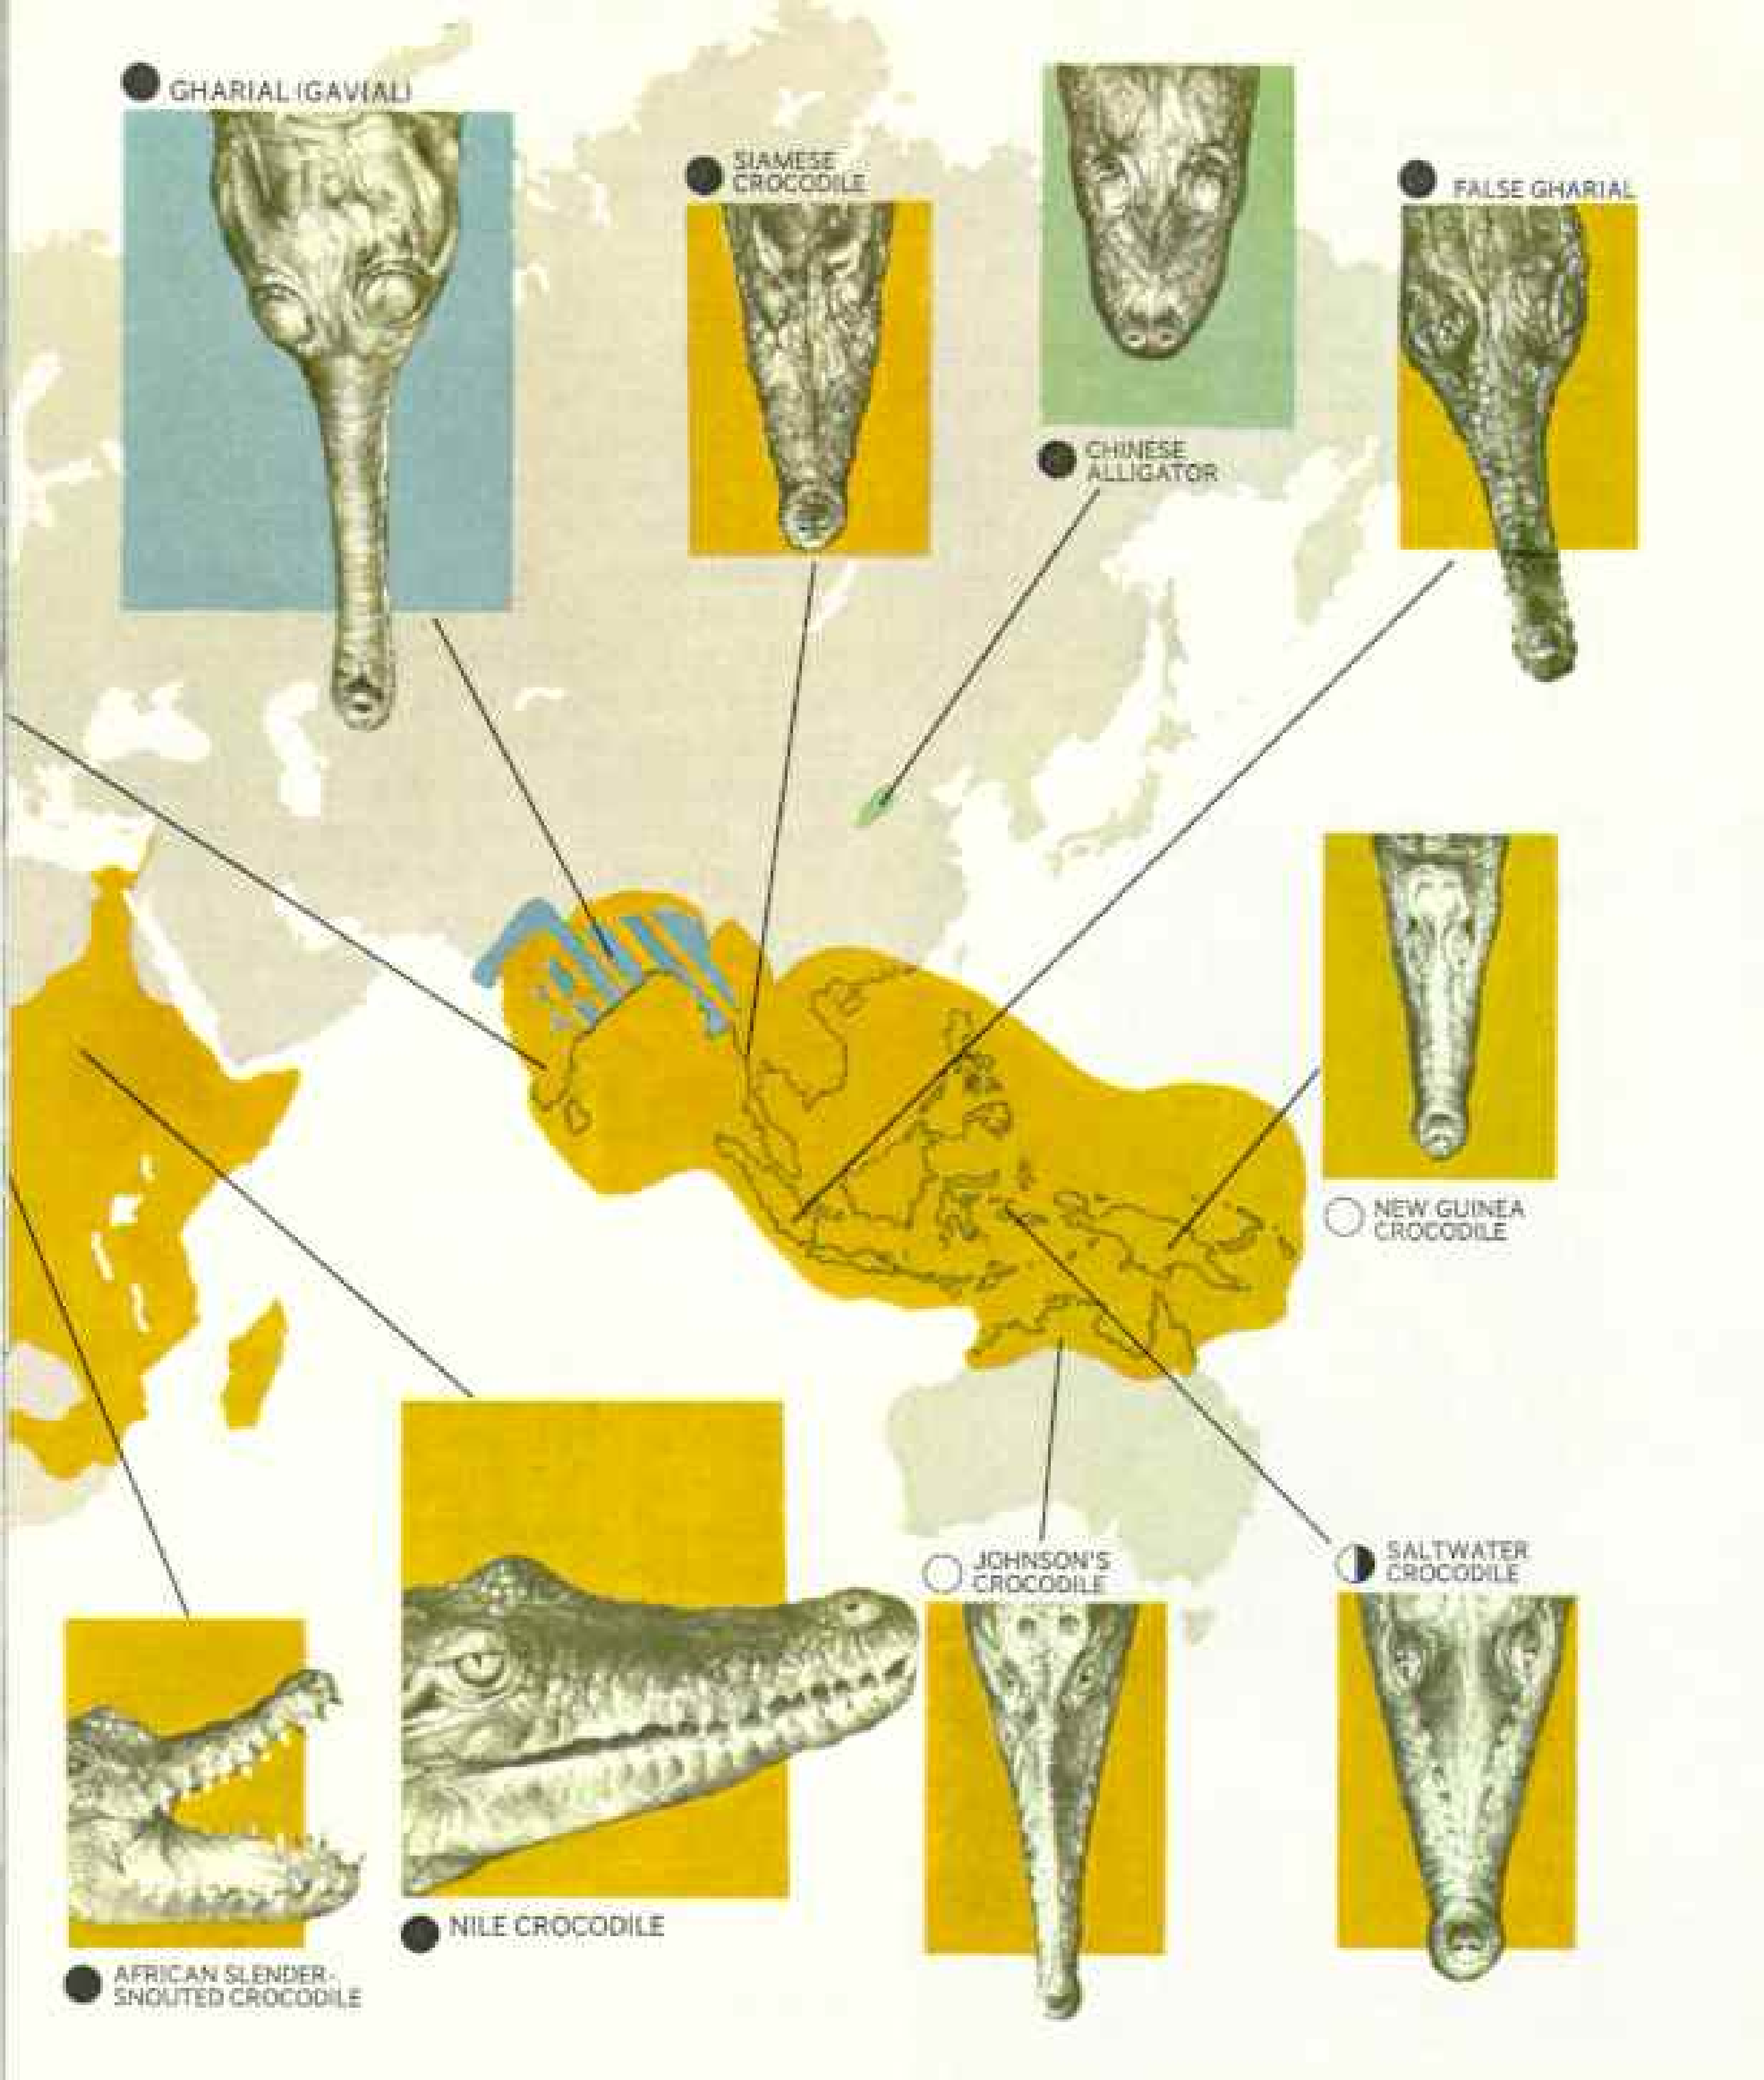 GHARIAL (GAVIAL)
SIAMESE
CROCODILE
FALSE GHARIAL
CHINESE
ALLIGATOR
NEW GUINEA
CROCODILE
JOHNSON'S
CROCODILE
SALTWATER
CROCODILE
NILE CROCODILE
AFRICAN SLENDER-
SNOUTED CROCODILE